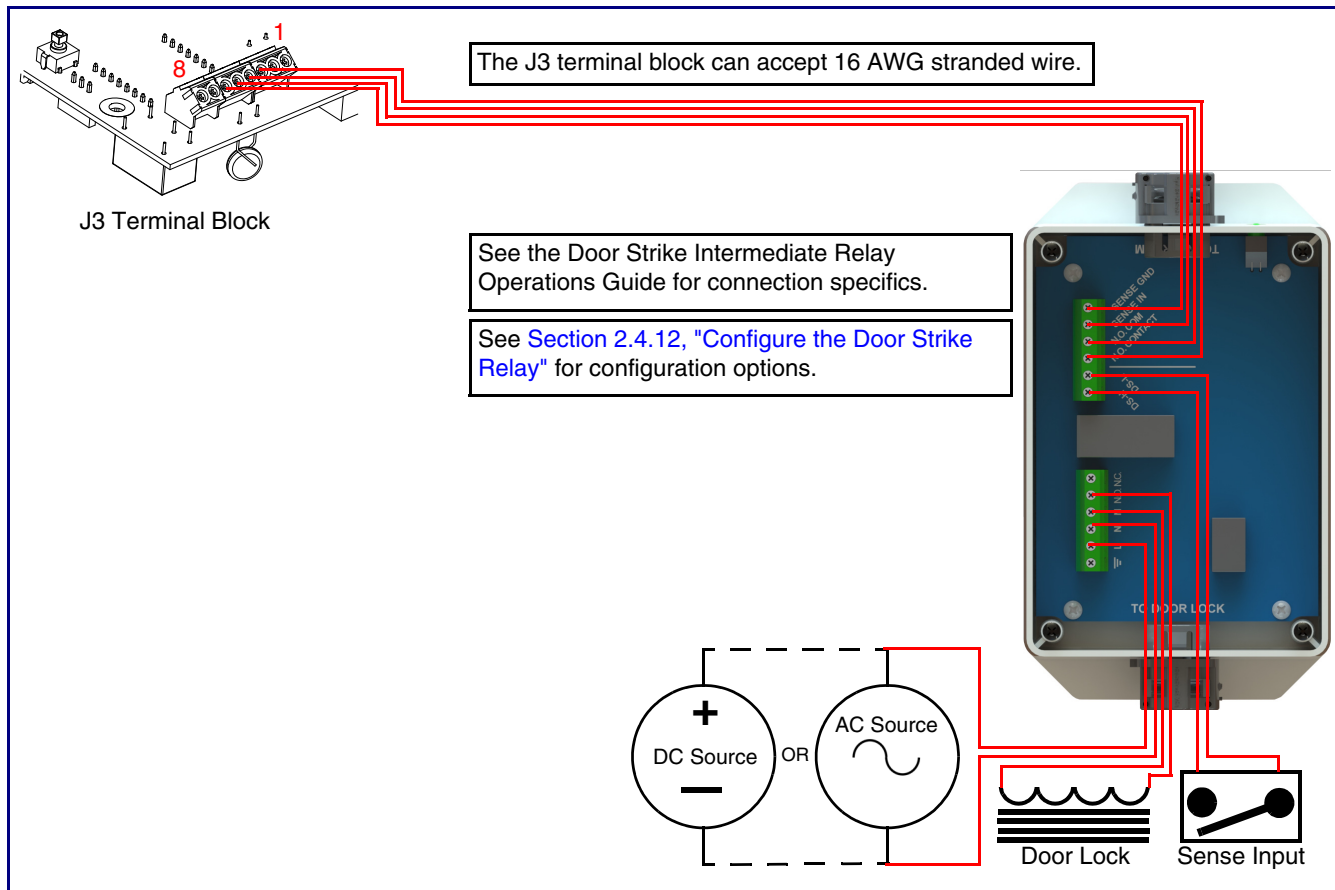 1
8
The J3 terminal block can accept 16 AWG stranded wire.
J3 Terminal Block
See the Door Strike Intermediate Relay
Operations Guide for connection specifics.
See Section 2.4.12, "Configure the Door Strike
Relay" for configuration options.
SENSE GND
SENSE IN
N.O. COM
N.O. CONTACT
DS-1
N.C.
N.O.
N
L
TO DOOR LOCK
+
DC Source
OR
AC Source
Door Lock
Sense Input